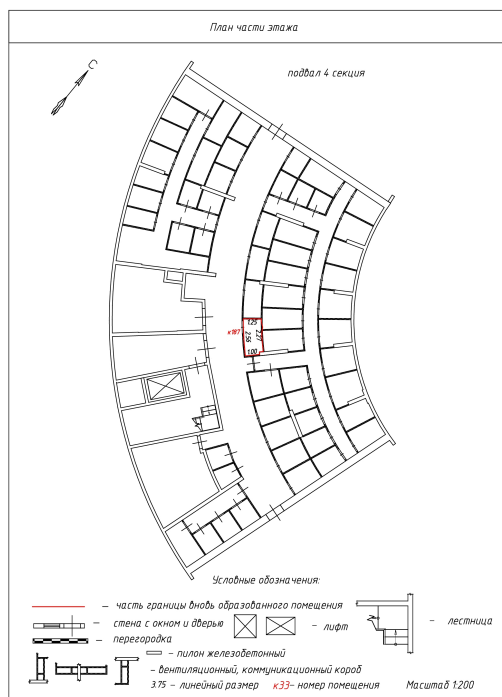 План части этажа
С
подвал 4 секция
к187
1.25
2.56
2.27
1.00
Условные обозначения:
— часть границы вновь образованного помещения
— стена с окном и дверью
— лифт
— лестница
— перегородка
— пилон железобетонный
— вентиляционный, коммуникационный короб
3.75 — линейный размер к33— номер помещения Масштаб 1:200